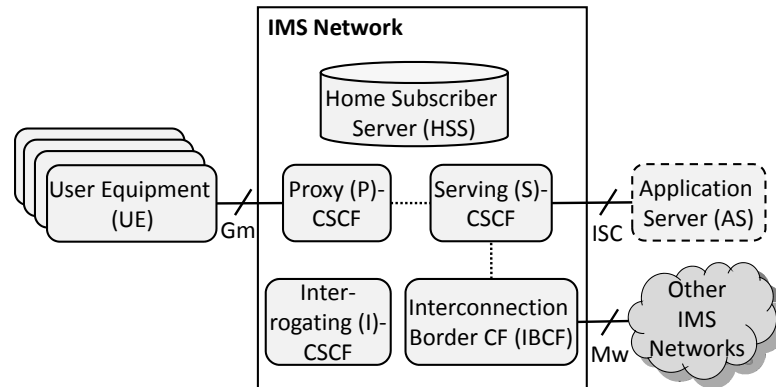 IMS Network
Home Subscriber
Server (HSS)
User Equipment
(UE)
Gm
Proxy (P)-
CSCF
Serving (S)-
CSCF
ISC
Application
Server (AS)
Inter-
rogating (I)-
CSCF
Interconnection
Border CF (IBCF)
Mw
Other
IMS
Networks